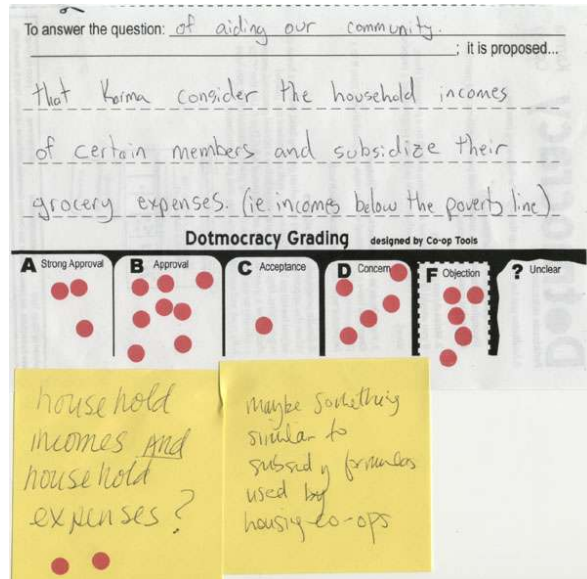 To answer the question: of aiding our community.
; it is proposed...
that Karma consider the household incomes
of certain members and subsidize their
grocery expenses. (ie. incomes below the poverty line)
Dotmocracy Grading designed by Co-op Tools
A Strong Approval B Approval C Acceptance D Concern F Objection ? Unclear
household
incomes And
household
expenses?
maybe something
similar to
subsidy formulas
used by
housing co-ops